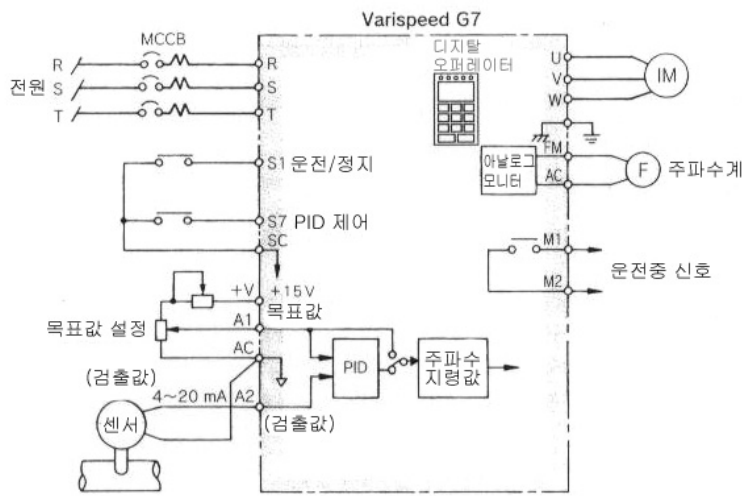 Varispeed G7
MCCB
디지탈
오퍼레이터
전원
R
S
T
R
S
T
U
V
W
IM
S1 운전/정지
S7 PID 제어
SC
아날로그
모니터
FM
AC
F
주파수계
M1
M2
운전중 신호
+V
+15V
목표값
목표값 설정
A1
AC
PID
주파수
지령값
(검출값)
4~20 mA A2
(검출값)
센서